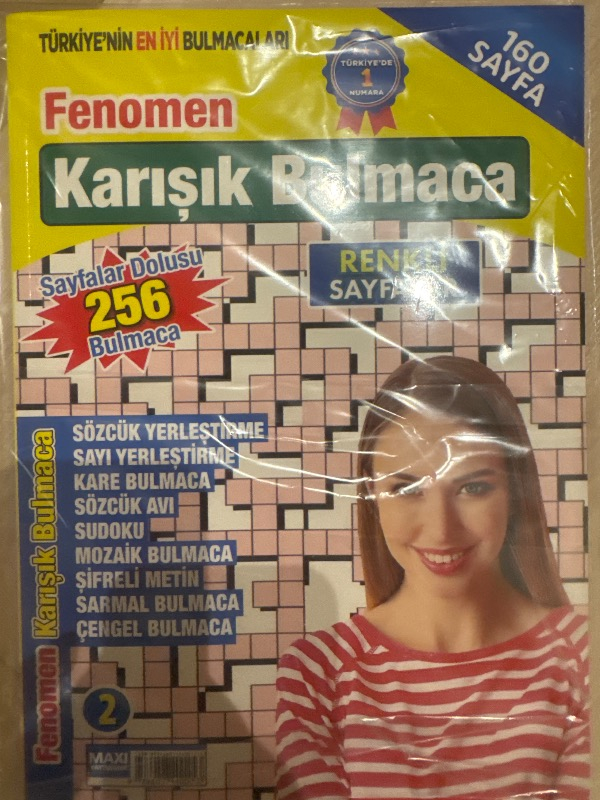 TÜRKİYE'NİN EN İYİ BULMACALARI
160
SAYFA
TÜRKİYE'DE
1
NUMARA
Fenomen
Karışık Bulmaca
Sayfalar Dolusu
256
Bulmaca
RENKLİ
SÖZCÜK YERLEŞTİRME
SAYI YERLEŞTİRME
KARE BULMACA
SÖZCÜK AVI
SUDOKU
MOZAİK BULMACA
ŞİFRELİ METİN
SARMAL BULMACA
ÇENGEL BULMACA
Fenomen Karışık Bulmaca
2
MAXI